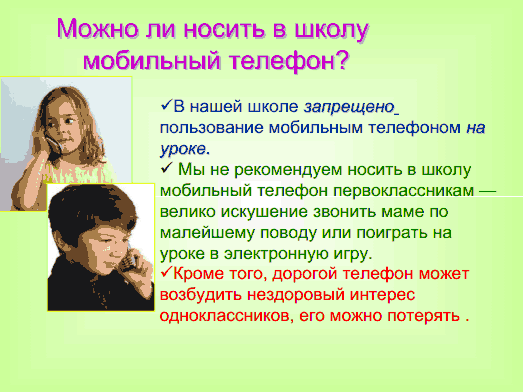 Можно ли носить в школу
мобильный телефон?
✓В нашей школе запрещено
пользование мобильным телефоном на
уроке.
✓ Мы не рекомендуем носить в школу
мобильный телефон первоклассникам —
велико искушение звонить маме по
малейшему поводу или поиграть на
уроке в электронную игру.
✓Кроме того, дорогой телефон может
возбудить нездоровый интерес
одноклассников, его можно потерять .